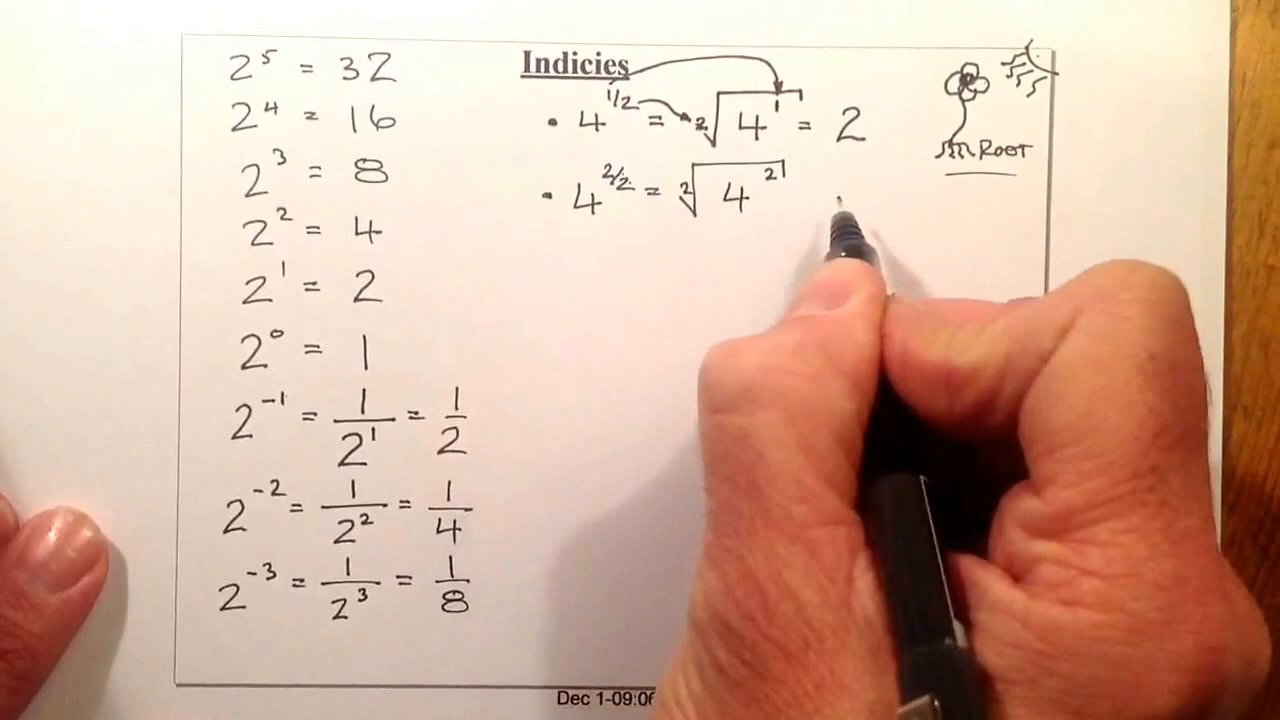 2⁵ = 32
2⁴ = 16
2³ = 8
2² = 4
2¹ = 2
2⁰ = 1
2⁻¹ = 1/2¹ = 1/2
2⁻² = 1/2² = 1/4
2⁻³ = 1/2³ = 1/8
Indicies
• 4^1/2 = ²√4¹ = 2
• 4^2/2 = ²√4²
ROOT
Dec 1-09:06